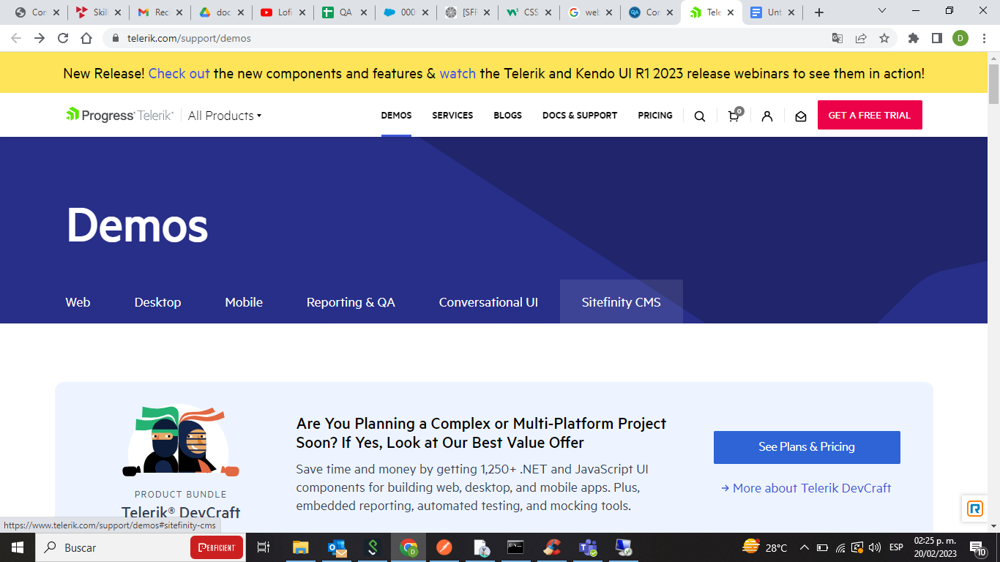 Con
Skill
Rec
doc
Lofi
QA
000
[SFF
CSS
web
Cor
Tele
Unt
telerik.com/support/demos
D
New Release! Check out the new components and features & watch the Telerik and Kendo UI R1 2023 release webinars to see them in action!
Progress Telerik
All Products
DEMOS
SERVICES
BLOGS
DOCS & SUPPORT
PRICING
0
GET A FREE TRIAL
Demos
Web
Desktop
Mobile
Reporting & QA
Conversational UI
Sitefinity CMS
Are You Planning a Complex or Multi-Platform Project
Soon? If Yes, Look at Our Best Value Offer
Save time and money by getting 1,250+ .NET and JavaScript UI
components for building web, desktop, and mobile apps. Plus,
embedded reporting, automated testing, and mocking tools.
See Plans & Pricing
More about Telerik DevCraft
PRODUCT BUNDLE
Telerik® DevCraft
https://www.telerik.com/support/demos#sitefinity-cms
Buscar
PERFICIENT
28°C
ESP
02:25 p. m.
20/02/2023
10